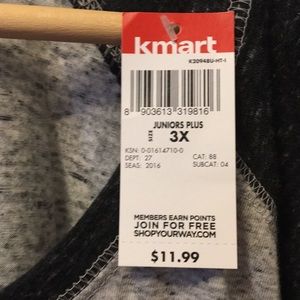 kmart
K20948U-HT-I
8 903613 319816
JUNIORS PLUS
SIZE 3X
KSN: 0-01614710-0
DEPT: 27 CAT: 88
SEAS: 2016 SUBCAT: 04
MEMBERS EARN POINTS
JOIN FOR FREE
SHOPYOURWAY.COM
$11.99